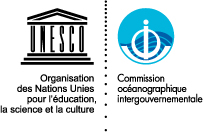 UNESCO
Organisation
des Nations Unies
pour l'éducation,
la science et la culture
Commission
océanographique
intergouvernementale